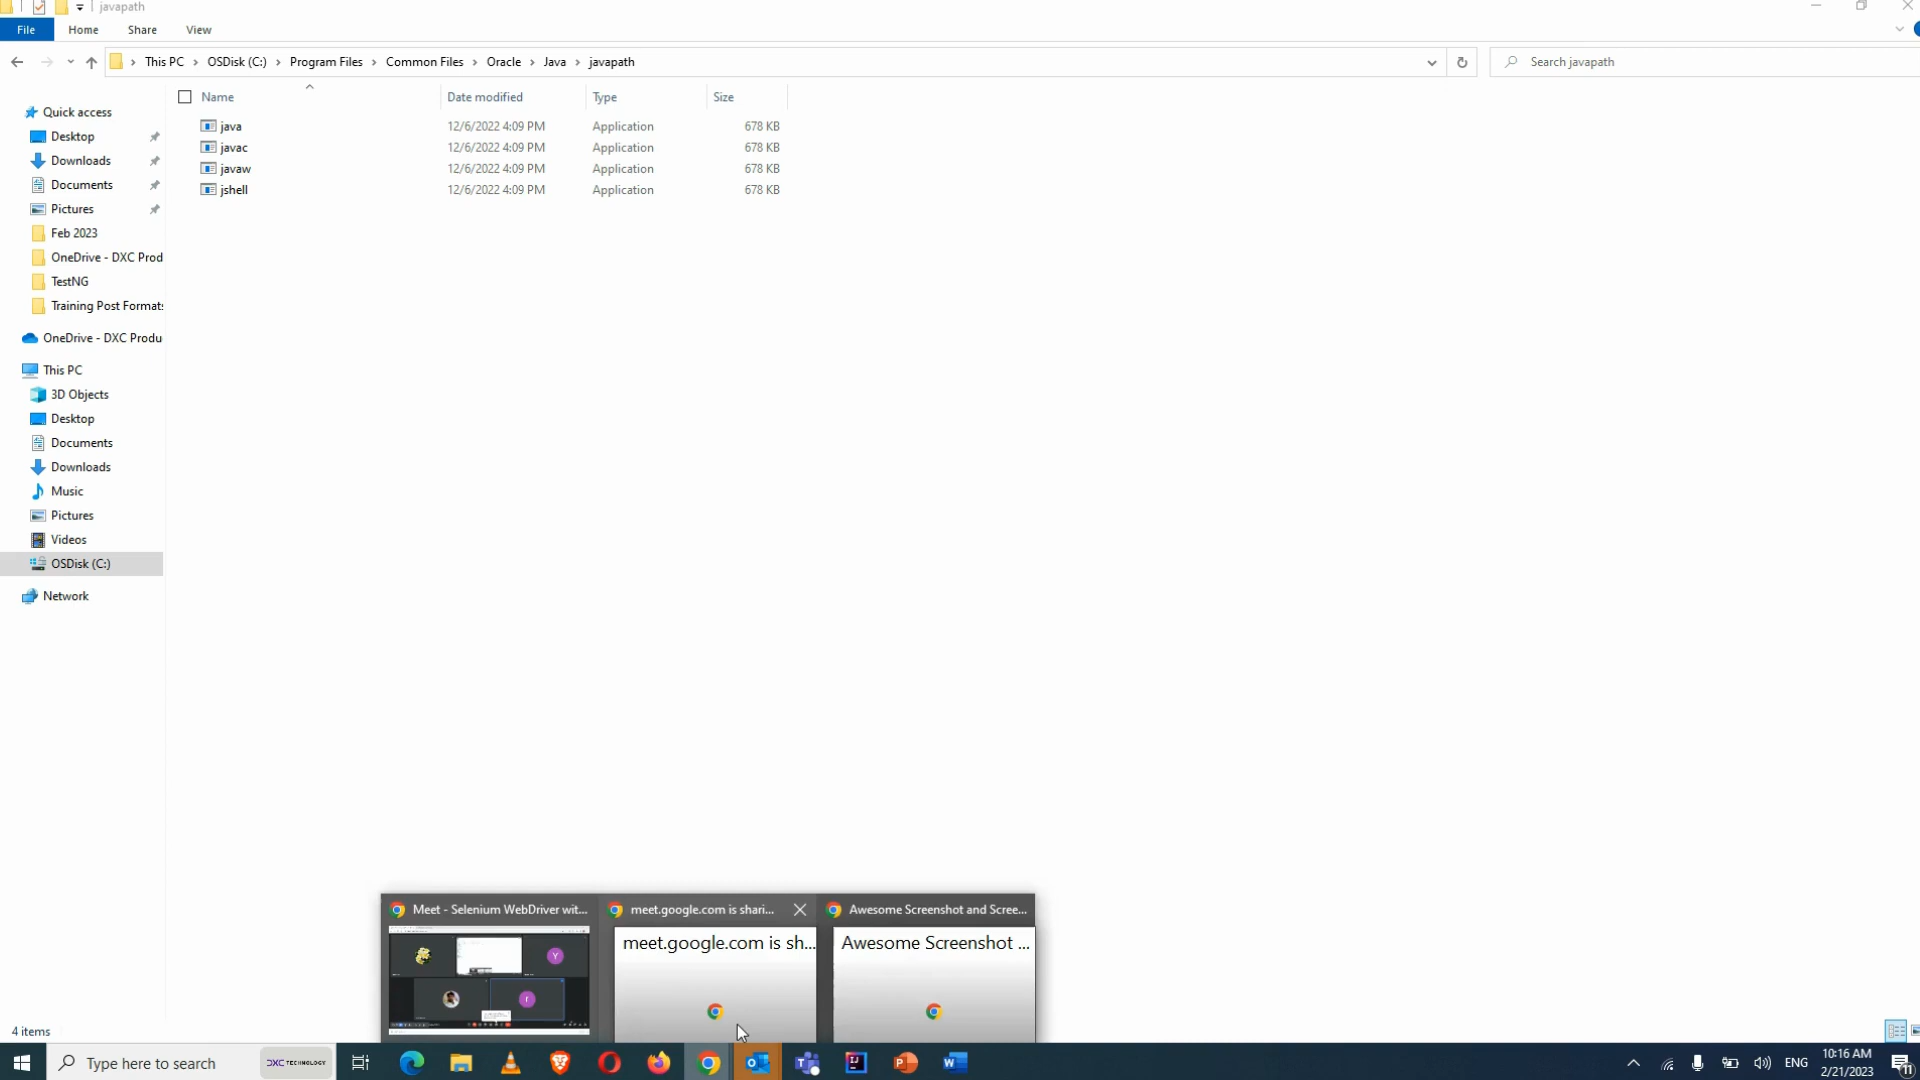 javapath
File Home Share View
This PC > OSDisk (C:) > Program Files > Common Files > Oracle > Java > javapath
Search javapath
Name Date modified Type Size
java 12/6/2022 4:09 PM Application 678 KB
javac 12/6/2022 4:09 PM Application 678 KB
javaw 12/6/2022 4:09 PM Application 678 KB
jshell 12/6/2022 4:09 PM Application 678 KB
Quick access
Desktop
Downloads
Documents
Pictures
Feb 2023
OneDrive - DXC Prod
TestNG
Training Post Formats
OneDrive - DXC Produ
This PC
3D Objects
Desktop
Documents
Downloads
Music
Pictures
Videos
OSDisk (C:)
Network
Meet - Selenium WebDriver wit...
meet.google.com is shari...
Awesome Screenshot and Scree...
meet.google.com is sh...
Awesome Screenshot ...
Y
r
4 items
Type here to search
DXC TECHNOLOGY
ENG
10:16 AM
2/21/2023
11